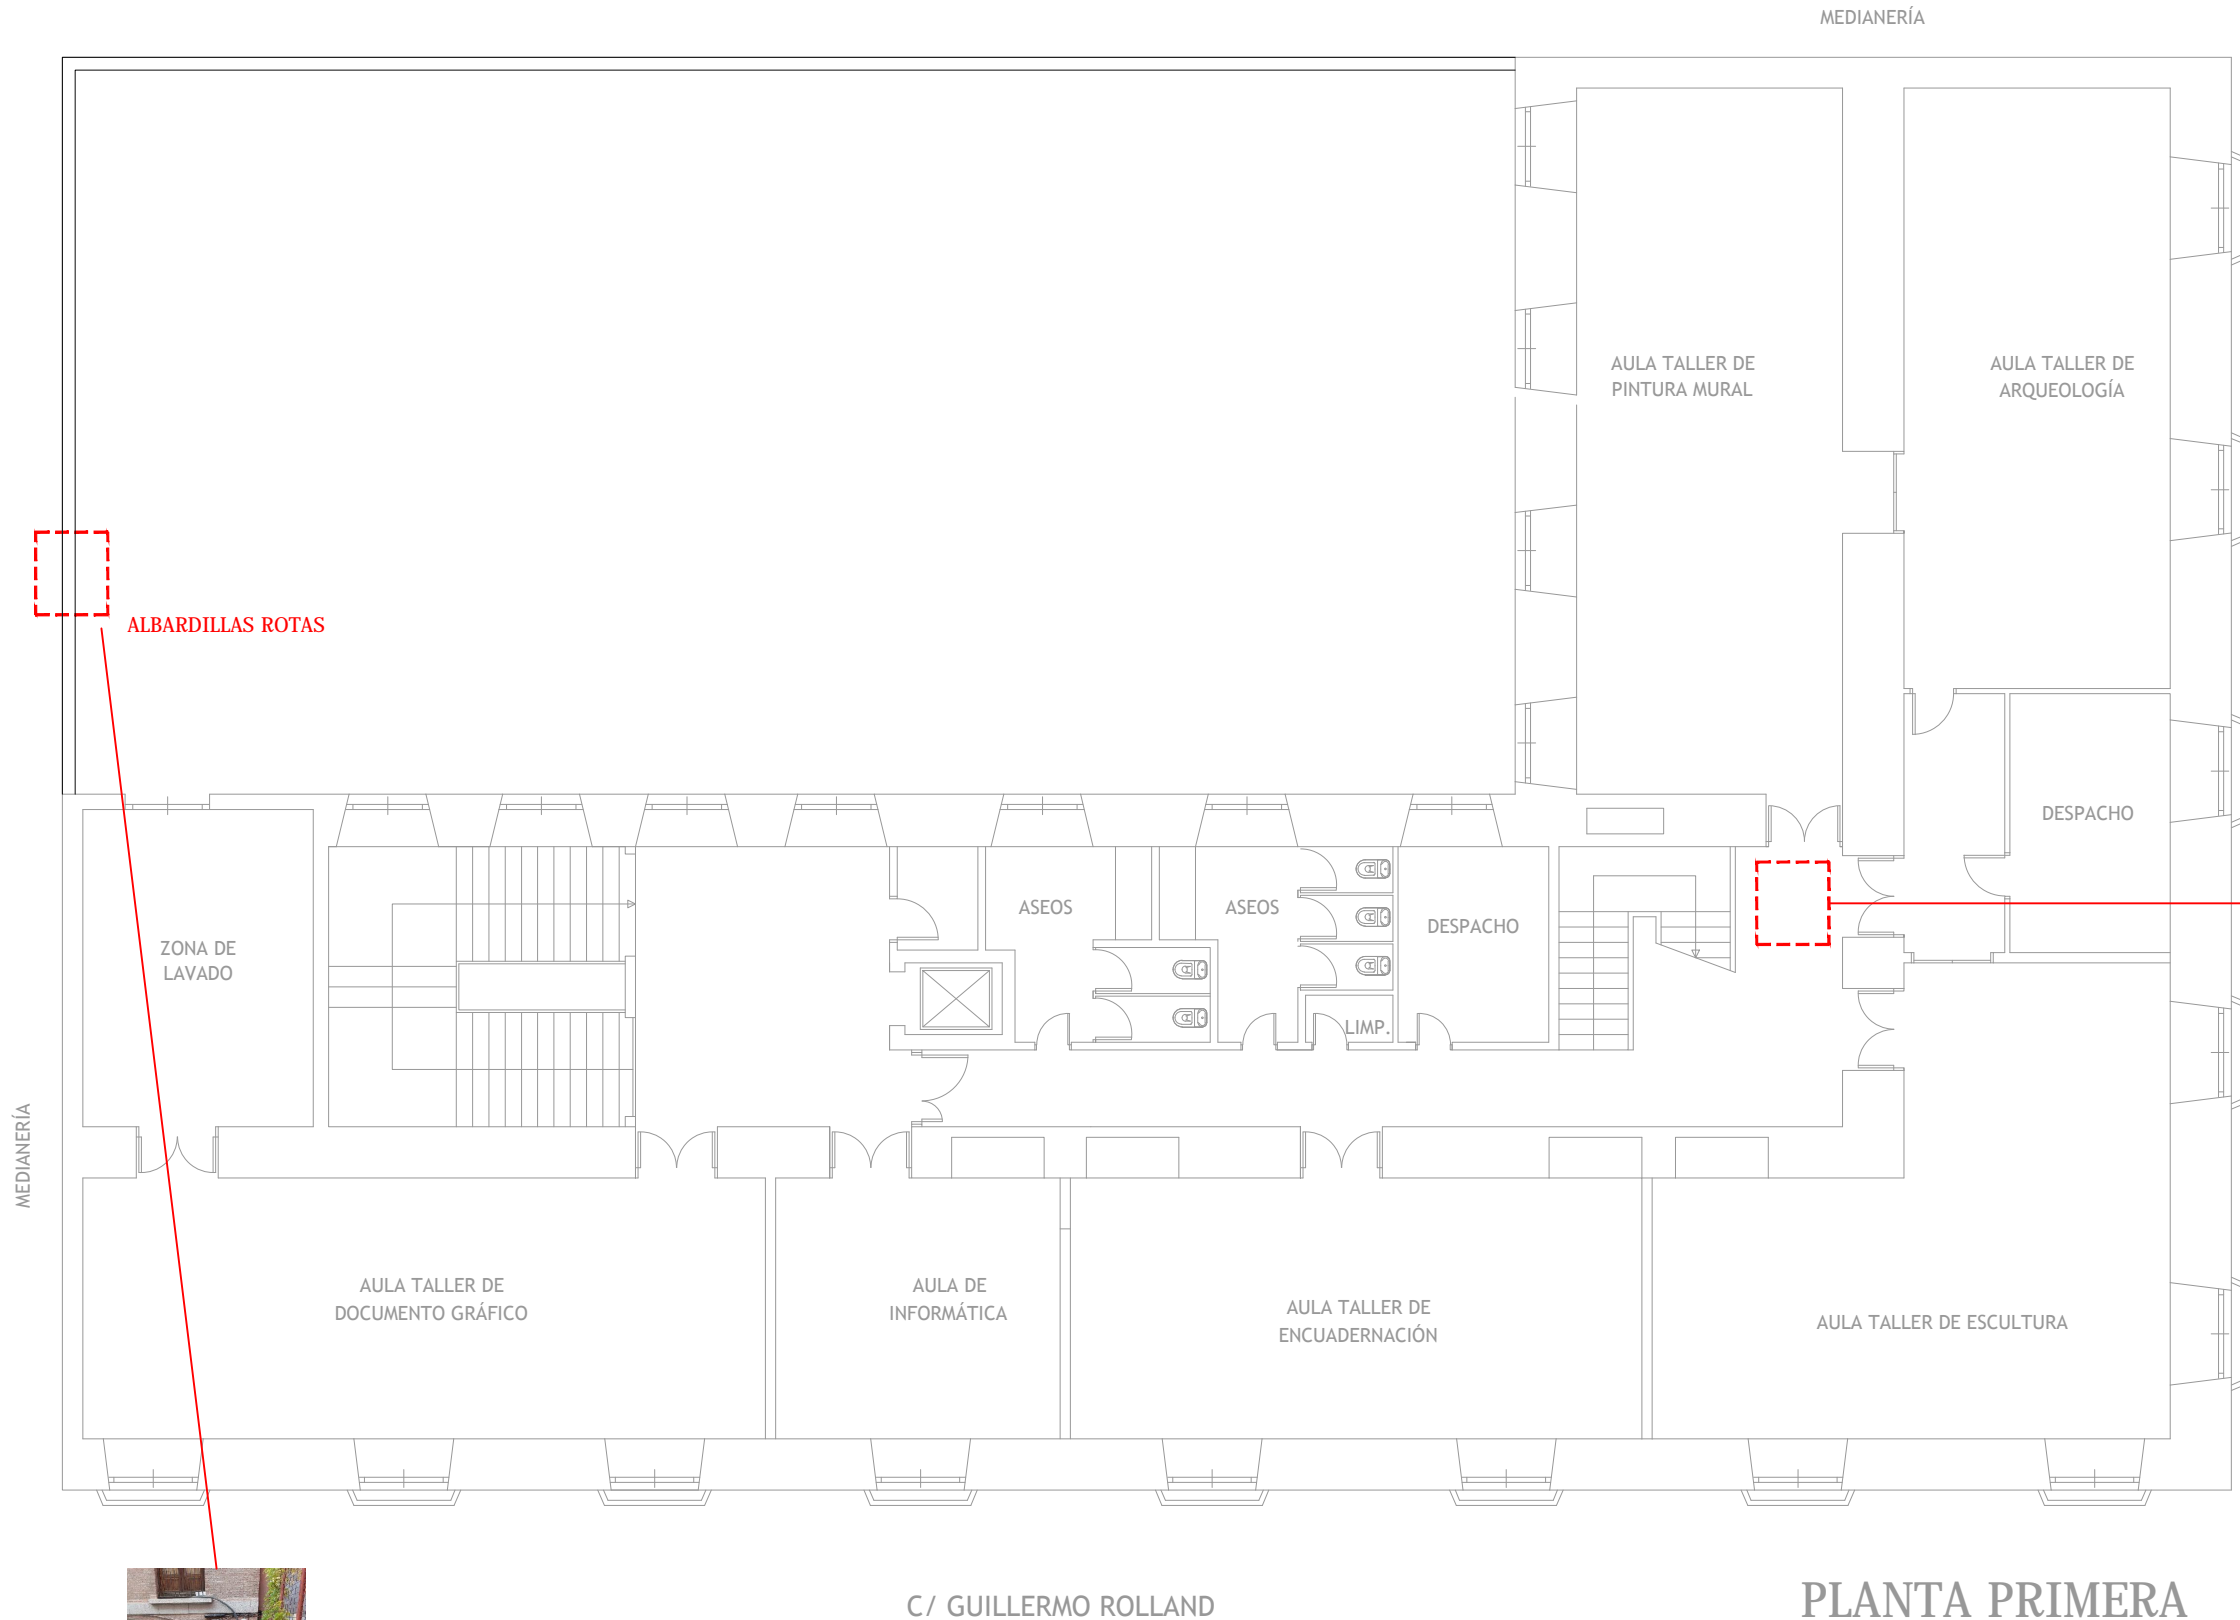 MEDIANERÍA
AULA TALLER DE
PINTURA MURAL
AULA TALLER DE
ARQUEOLOGÍA
ALBARDILLAS ROTAS
DESPACHO
ASEOS
ASEOS
DESPACHO
ZONA DE
LAVADO
LIMP.
MEDIANERÍA
AULA TALLER DE
DOCUMENTO GRÁFICO
AULA DE
INFORMÁTICA
AULA TALLER DE
ENCUADERNACIÓN
AULA TALLER DE ESCULTURA
C/ GUILLERMO ROLLAND
PLANTA PRIMERA